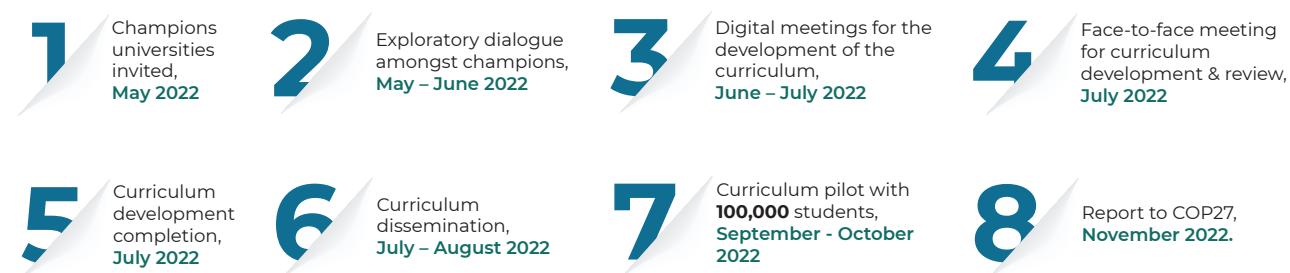 1
Champions
universities
invited,
May 2022
2
Exploratory dialogue
amongst champions,
May – June 2022
3
Digital meetings for the
development of the
curriculum,
June – July 2022
4
Face-to-face meeting
for curriculum
development & review,
July 2022
5
Curriculum
development
completion,
July 2022
6
Curriculum
dissemination,
July – August 2022
7
Curriculum pilot with
100,000 students,
September - October
2022
8
Report to COP27,
November 2022.